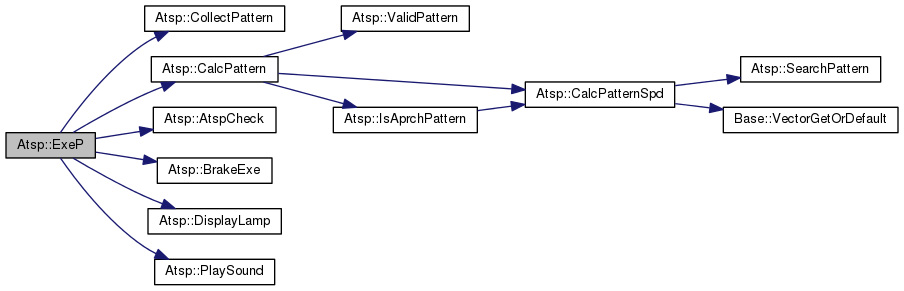 Atsp::ExeP
Atsp::CollectPattern
Atsp::CalcPattern
Atsp::AtspCheck
Atsp::BrakeExe
Atsp::DisplayLamp
Atsp::PlaySound
Atsp::ValidPattern
Atsp::IsAprchPattern
Atsp::CalcPatternSpd
Atsp::SearchPattern
Base::VectorGetOrDefault